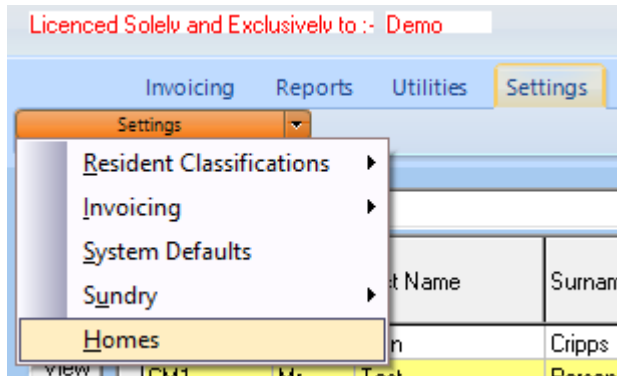 Licenced Solely and Exclusively to :- Demo
Invoicing Reports Utilities Settings
Settings
Resident Classifications
Invoicing
System Defaults
t Name Surnam
Sundry
Homes
n Cripps
View CM1 Mr Test Person